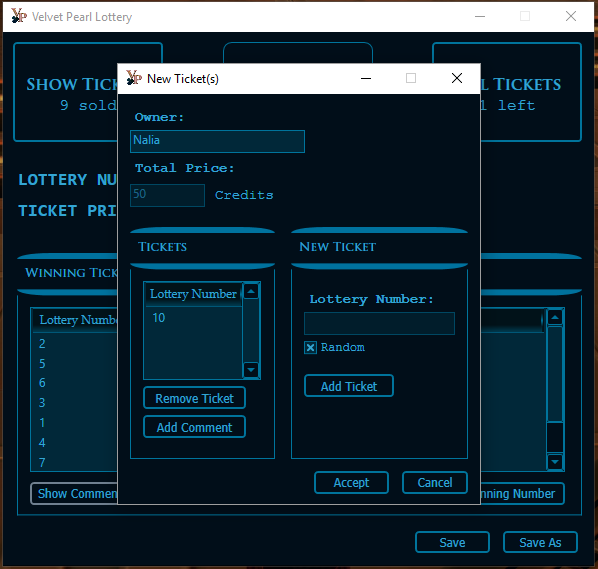 Velvet Pearl Lottery
SHOW TICK
9 sold
L TICKETS
1 left
LOTTERY NU
TICKET PRI
WINNING TICK
Lottery Numbe
2
5
6
3
1
4
7
Show Commen
nning Number
Save
Save As
New Ticket(s)
Owner:
Nalia
Total Price:
50
Credits
TICKETS
Lottery Number
10
Remove Ticket
Add Comment
NEW TICKET
Lottery Number:
Random
Add Ticket
Accept
Cancel